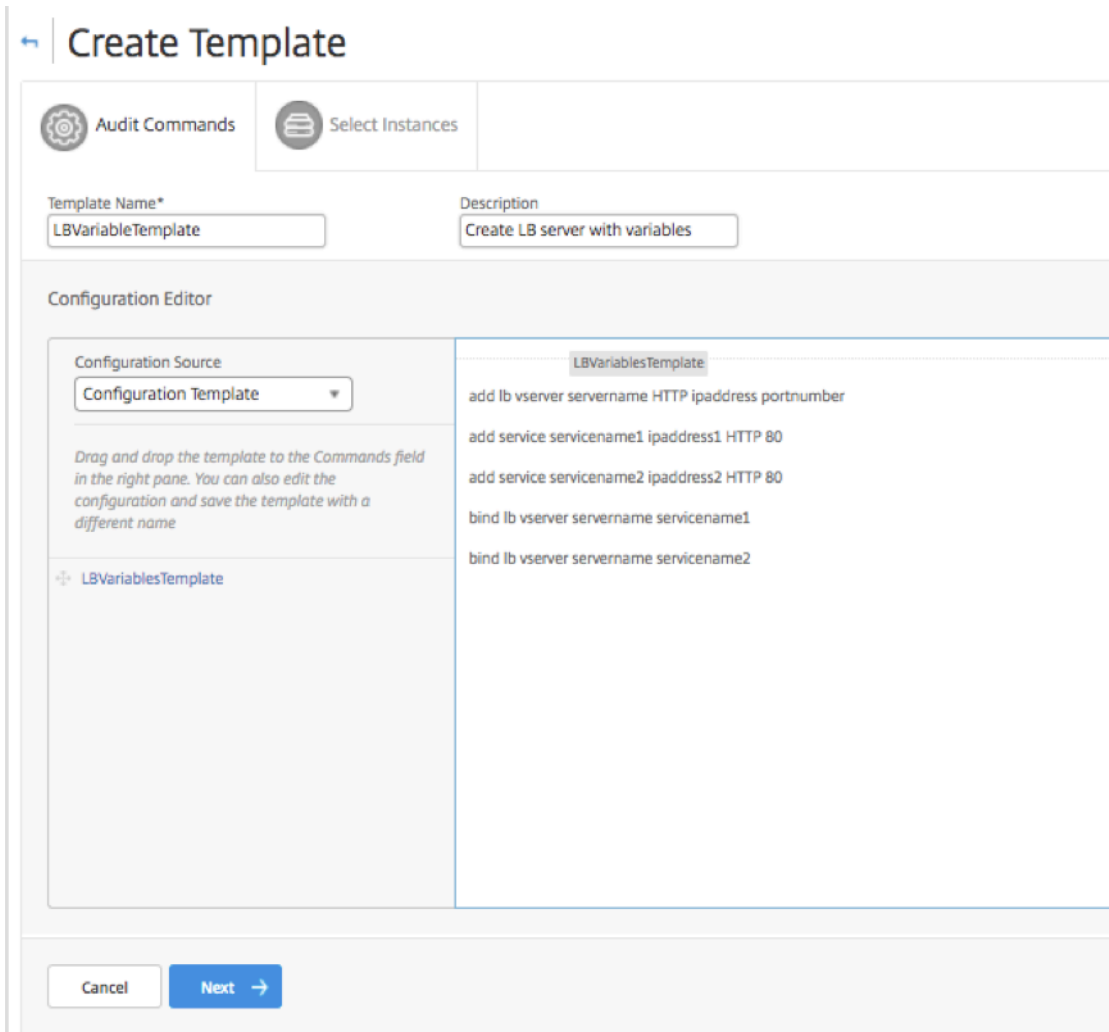 Create Template
Audit Commands
Select Instances
Template Name*
Description
LBVariableTemplate
Create LB server with variables
Configuration Editor
Configuration Source
Configuration Template
Drag and drop the template to the Commands field
in the right pane. You can also edit the
configuration and save the template with a
different name
LBVariablesTemplate
LBVariablesTemplate
add lb vserver servername HTTP ipaddress portnumber
add service servicename1 ipaddress1 HTTP 80
add service servicename2 ipaddress2 HTTP 80
bind lb vserver servername servicename1
bind lb vserver servername servicename2
Cancel
Next